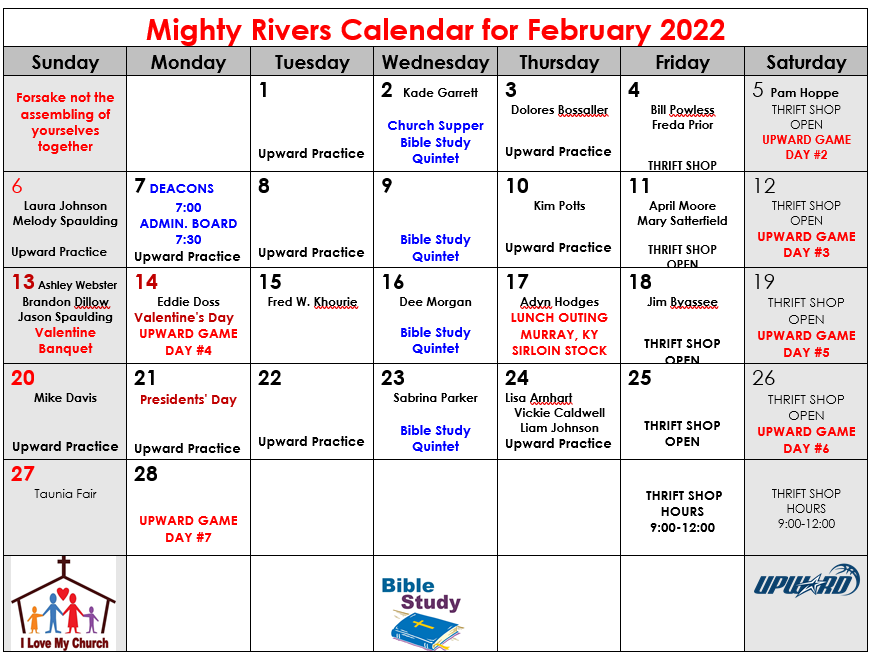 Mighty Rivers Calendar for February 2022
Sunday
Monday
Tuesday
Wednesday
Thursday
Friday
Saturday
Forsake not the
assembling of
yourselves
together
1
Upward Practice
2 Kade Garrett
Church Supper
Bible Study
Quintet
3
Dolores Bossaller
Upward Practice
4
Bill Powless
Freda Prior
THRIFT SHOP
5 Pam Hoppe
THRIFT SHOP
OPEN
UPWARD GAME
DAY #2
6
Laura Johnson
Melody Spaulding
Upward Practice
7 DEACONS
7:00
ADMIN. BOARD
7:30
Upward Practice
8
Upward Practice
9
Bible Study
Quintet
10
Kim Potts
Upward Practice
11
April Moore
Mary Satterfield
THRIFT SHOP
OPEN
12
THRIFT SHOP
OPEN
UPWARD GAME
DAY #3
13 Ashley Webster
Brandon Dillow
Jason Spaulding
Valentine
Banquet
14
Eddie Doss
Valentine's Day
UPWARD GAME
DAY #4
15
Fred W. Khourie
16
Dee Morgan
Bible Study
Quintet
17
Advn Hodges
LUNCH OUTING
MURRAY, KY
SIRLOIN STOCK
18
Jim Byassee
THRIFT SHOP
OPEN
19
THRIFT SHOP
OPEN
UPWARD GAME
DAY #5
20
Mike Davis
Upward Practice
21
Presidents' Day
Upward Practice
22
Upward Practice
23
Sabrina Parker
Bible Study
Quintet
24
Lisa Arnhart
Vickie Caldwell
Liam Johnson
Upward Practice
25
THRIFT SHOP
OPEN
26
THRIFT SHOP
OPEN
UPWARD GAME
DAY #6
27
Taunia Fair
28
UPWARD GAME
DAY #7
THRIFT SHOP
HOURS
9:00-12:00
THRIFT SHOP
HOURS
9:00-12:00
I Love My Church
Bible
Study
UPWARD